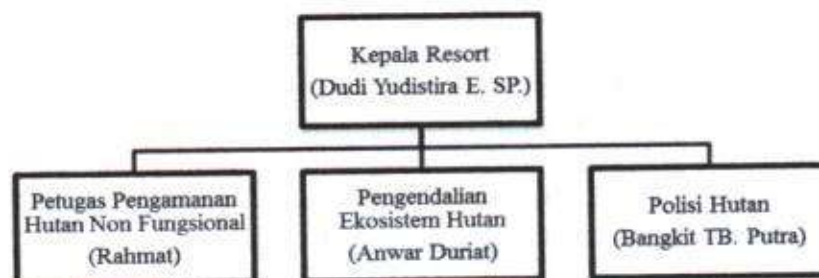 Kepala Resort
(Dudi Yudistira E. SP.)
Petugas Pengamanan
Hutan Non Fungsional
(Rahmat)
Pengendalian
Ekosistem Hutan
(Anwar Duriat)
Polisi Hutan
(Bangkit TB. Putra)